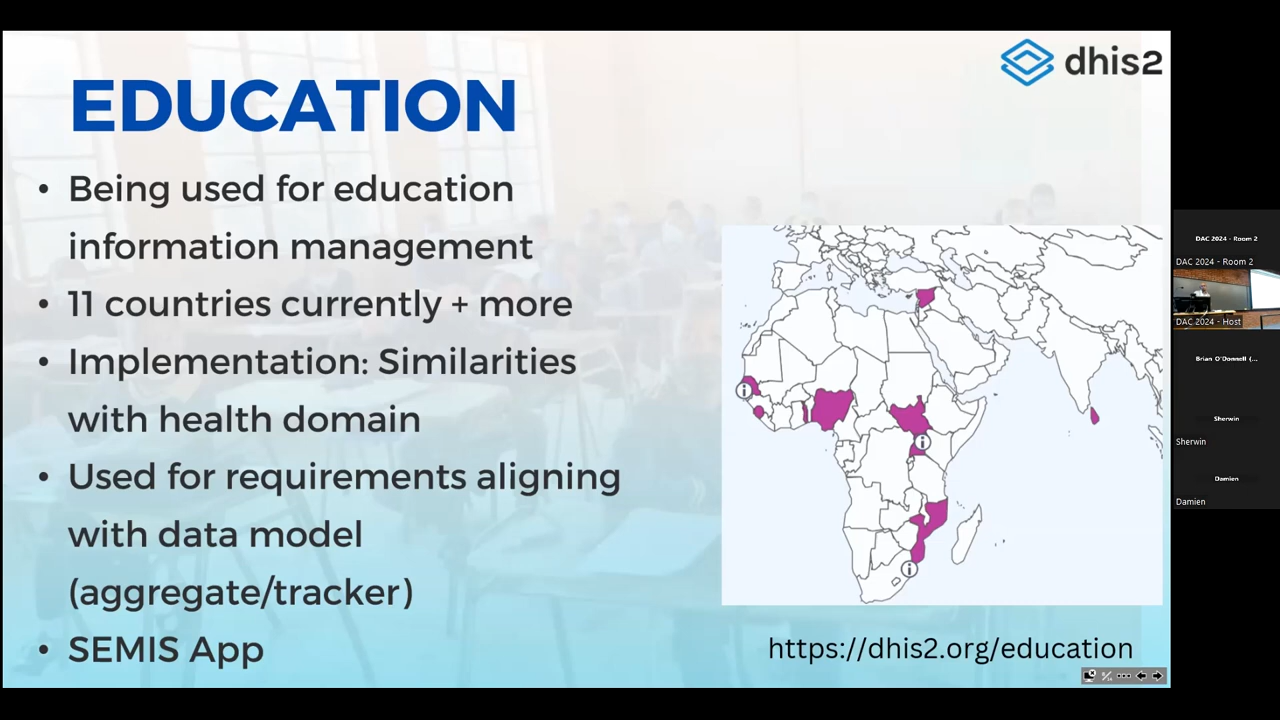 dhis2
EDUCATION
• Being used for education
information management
• 11 countries currently + more
• Implementation: Similarities
with health domain
• Used for requirements aligning
with data model
(aggregate/tracker)
• SEMIS App
i
i
i
https://dhis2.org/education
DAC 2024 - Room 2
DAC 2024 - Room 2
DAC 2024 - Host
Brian O'Donnell (...
Sherwin
Sherwin
Damien
Damien